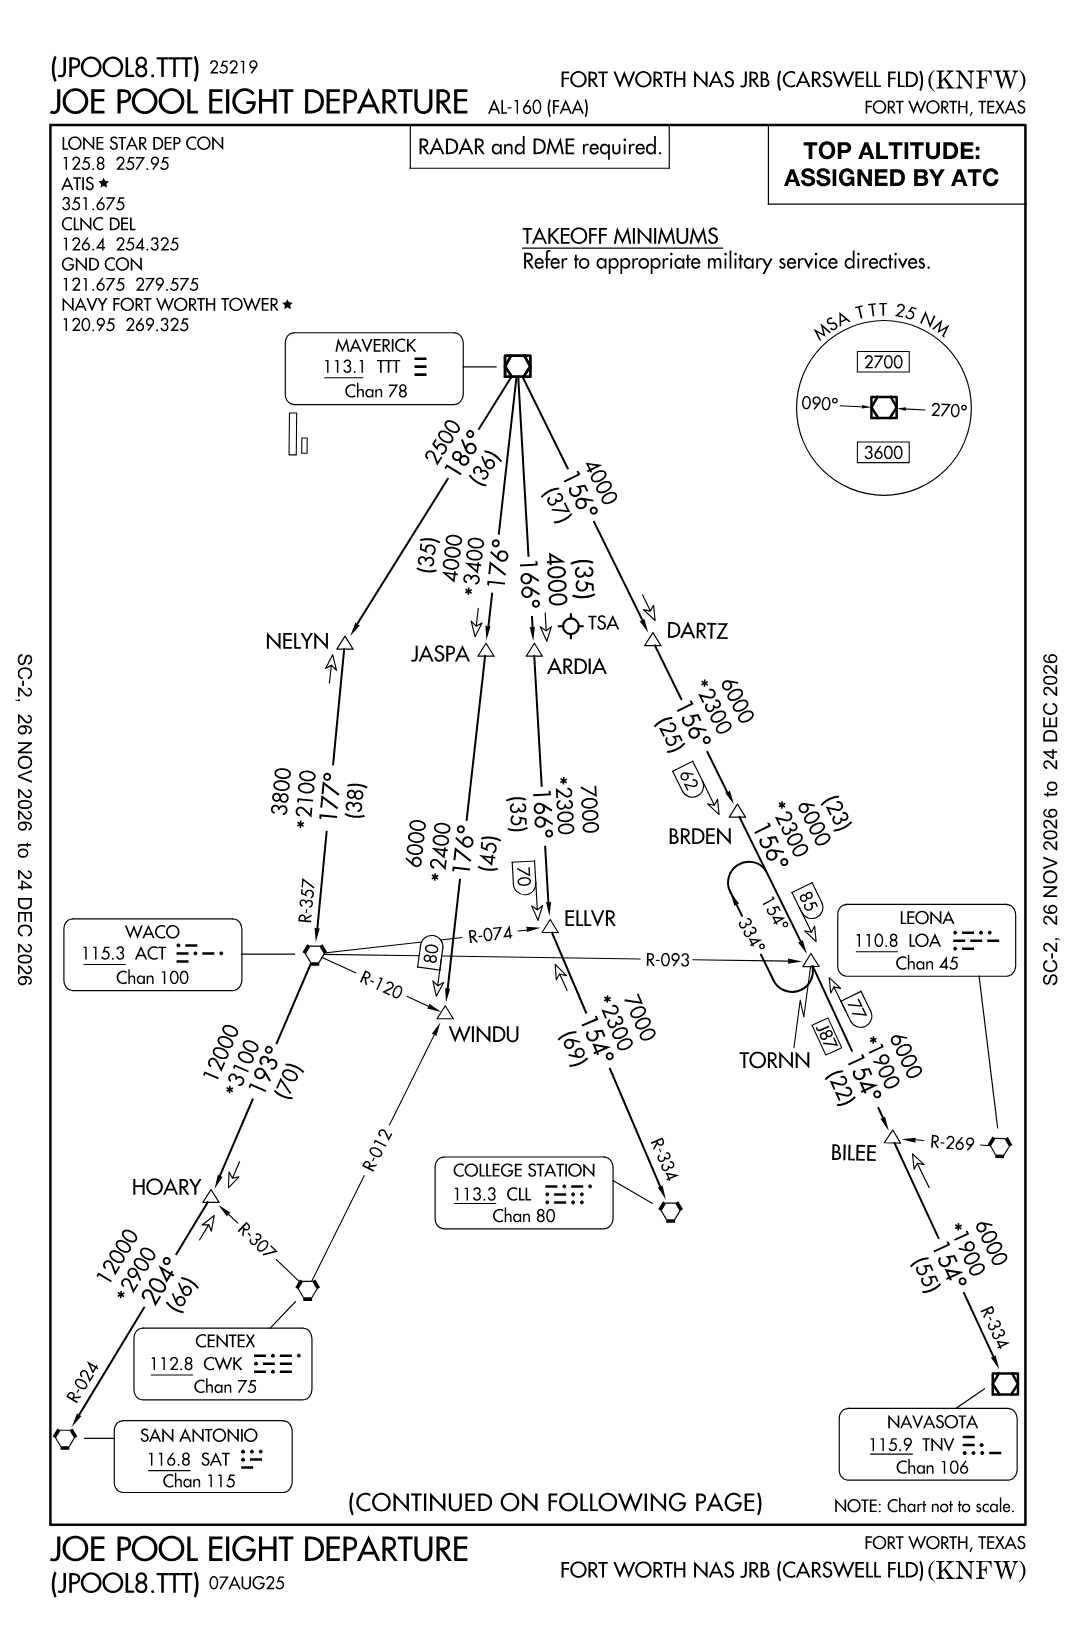 (JPOOL8.TTT) 25219
JOE POOL EIGHT DEPARTURE AL-160 (FAA)
FORT WORTH NAS JRB (CARSWELL FLD) (KNFW)
FORT WORTH, TEXAS
LONE STAR DEP CON
125.8 257.95
ATIS ★
351.675
CLNC DEL
126.4 254.325
GND CON
121.675 279.575
NAVY FORT WORTH TOWER ★
120.95 269.325
RADAR and DME required.
TOP ALTITUDE:
ASSIGNED BY ATC
TAKEOFF MINIMUMS
Refer to appropriate military service directives.
MSA TTT 25 NM
2700
090°
270°
3600
MAVERICK
113.1 TTT
Chan 78
2500
186°
(36)
(35)
4000
*3400
176°
166°
4000
(35)
4000
156°
(37)
TSA
NELYN
JASPA
ARDIA
DARTZ
6000
*2300
156°
(25)
62
3800
*2100
177°
(38)
6000
*2400
176°
(45)
7000
*2300
166°
(35)
70
BRDEN
(23)
6000
*2300
156°
85
154°
334°
R-357
WACO
115.3 ACT
Chan 100
R-074
80
ELLVR
R-093
R-120
WINDU
LEONA
110.8 LOA
Chan 45
77
J87
TORNN
6000
*1900
154°
(22)
7000
*2300
154°
(69)
12000
*3100
193°
(70)
R-012
R-334
BILEE
R-269
COLLEGE STATION
113.3 CLL
Chan 80
HOARY
R-307
12000
*2900
204°
(66)
6000
*1900
154°
(55)
R-334
CENTEX
112.8 CWK
Chan 75
R-024
SAN ANTONIO
116.8 SAT
Chan 115
NAVASOTA
115.9 TNV
Chan 106
(CONTINUED ON FOLLOWING PAGE)
NOTE: Chart not to scale.
SC-2, 26 NOV 2026 to 24 DEC 2026
SC-2, 26 NOV 2026 to 24 DEC 2026
JOE POOL EIGHT DEPARTURE
(JPOOL8.TTT) 07AUG25
FORT WORTH, TEXAS
FORT WORTH NAS JRB (CARSWELL FLD) (KNFW)